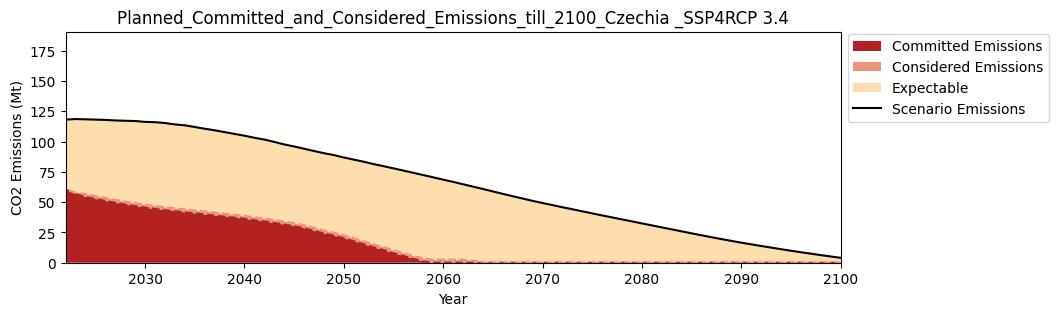 Planned_Committed_and_Considered_Emissions_till_2100_Czechia _SSP4RCP 3.4
CO2 Emissions (Mt)
175
150
125
100
75
50
25
0
2030 2040 2050 2060 2070 2080 2090 2100
Year
Committed Emissions
Considered Emissions
Expectable
Scenario Emissions